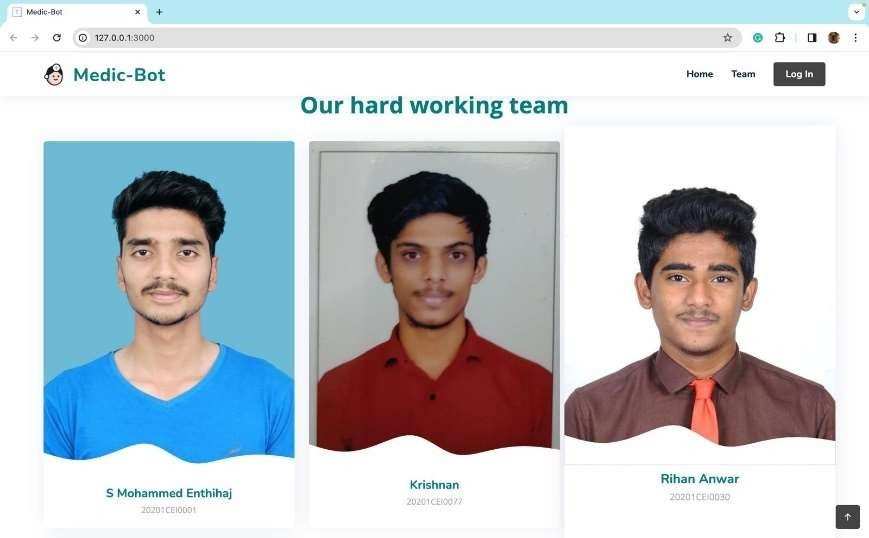 Medic-Bot
127.0.0.1:3000
Medic-Bot
Home
Team
Log In
Our hard working team
S Mohammed Enthihaj
20201CEI0001
Krishnan
20201CEI0077
Rihan Anwar
20201CEI0030